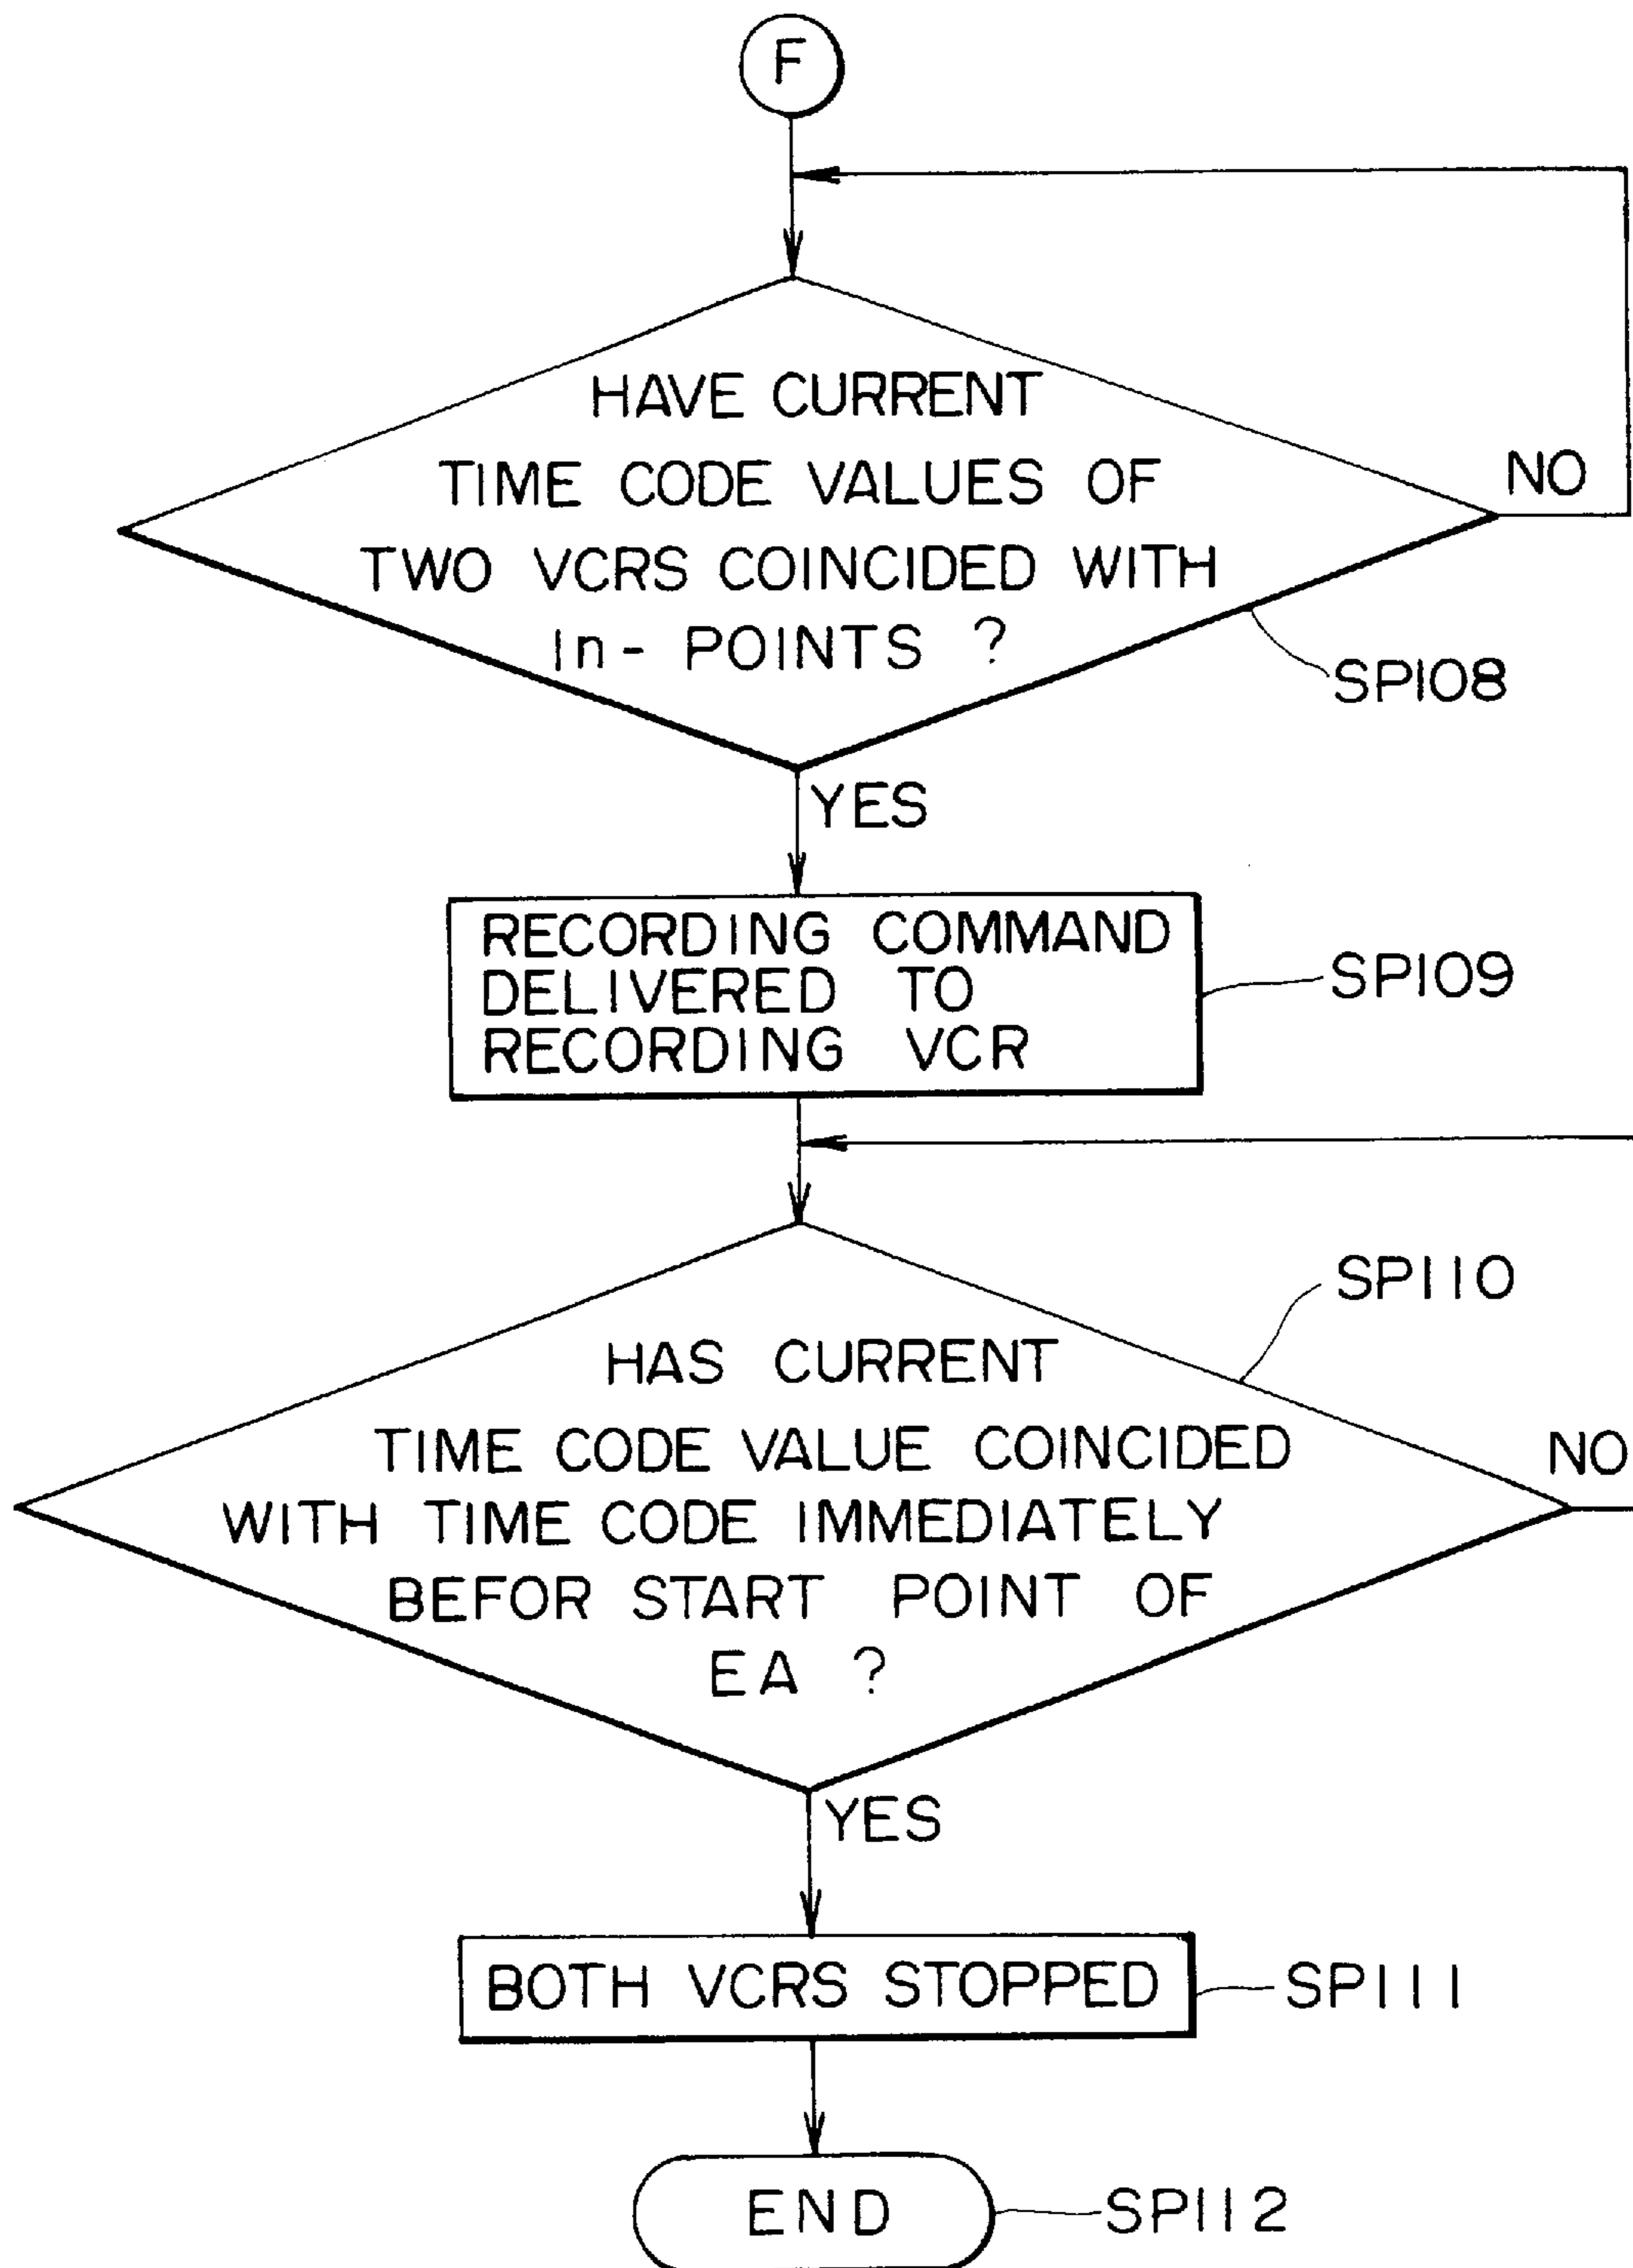 F
HAVE CURRENT
TIME CODE VALUES OF
TWO VCRS COINCIDED WITH
In- POINTS ?
NO
SP108
YES
RECORDING COMMAND
DELIVERED TO
RECORDING VCR
SP109
SP110
HAS CURRENT
TIME CODE VALUE COINCIDED
WITH TIME CODE IMMEDIATELY
BEFOR START POINT OF
EA ?
NO
YES
BOTH VCRS STOPPED
SP111
END
SP112